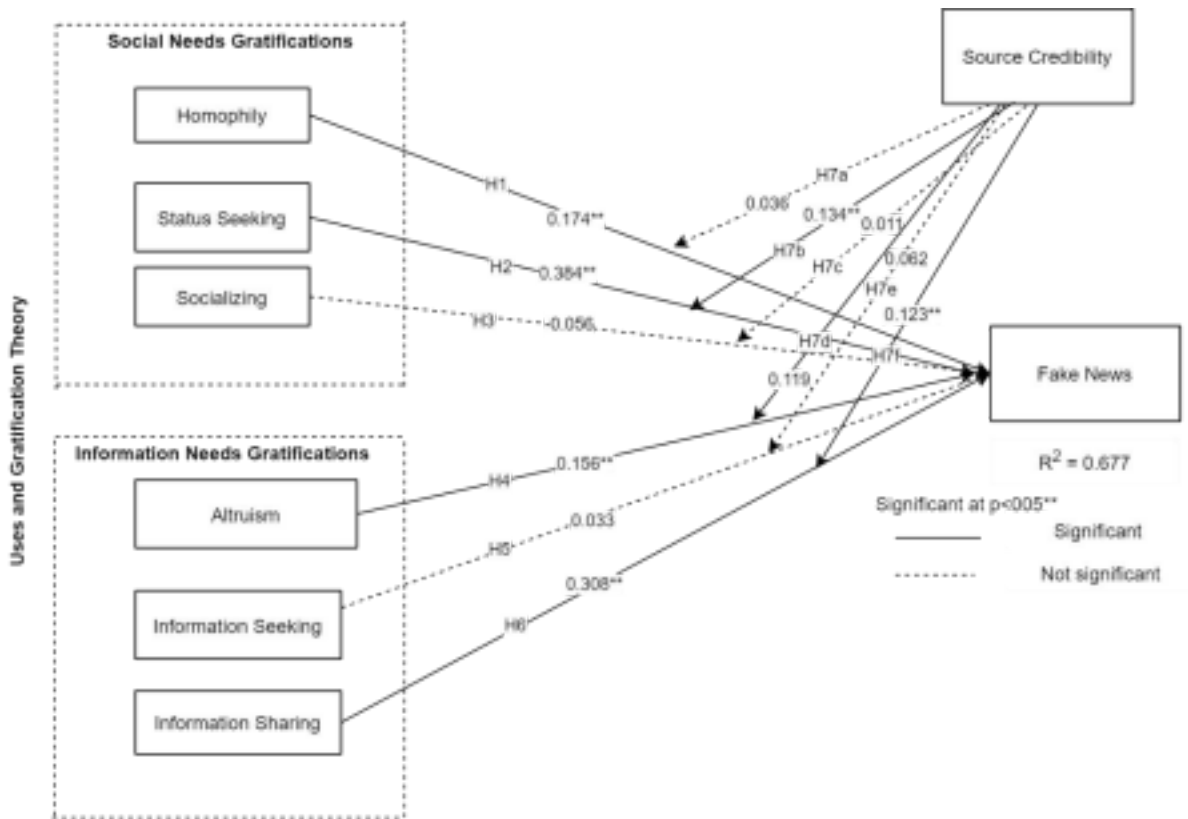 Social Needs Gratifications
Source Credibility
Homophily
H1
0.174**
H7a
0.036
Status Seeking
H2
0.384**
0.134**
H7b
0.011
H7c
0.062
H7e
Socializing
H3
-0.056
0.123**
H7d
H7f
0.119
Fake News
R² = 0.677
Uses and Gratification Theory
Information Needs Gratifications
Altruism
H4
0.156**
Significant at p<005**
Significant
Not significant
Information Seeking
H5
0.033
Information Sharing
H6
0.308**